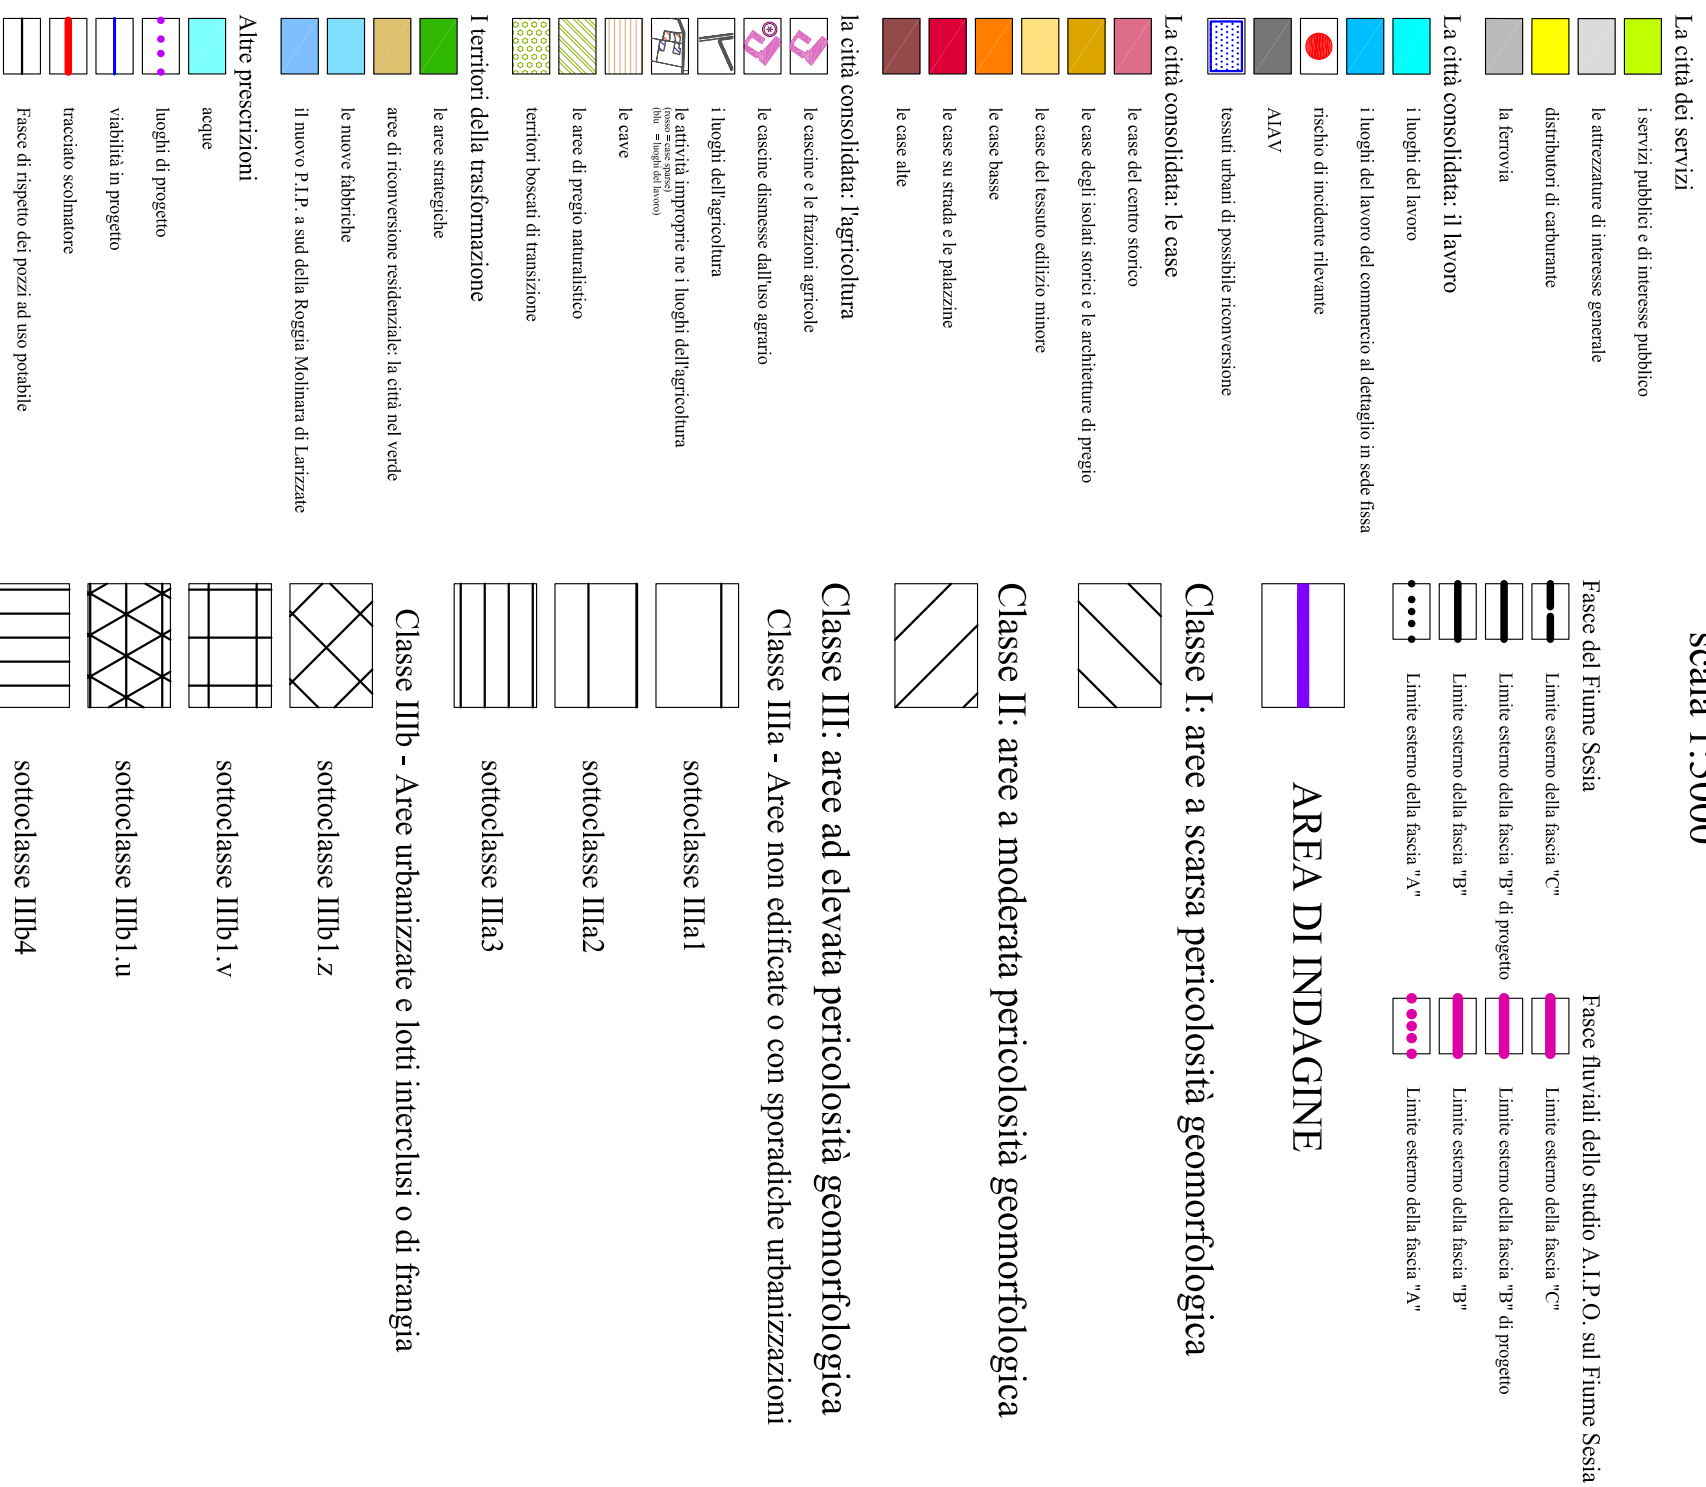 scala 1:5000
La città dei servizi
i servizi pubblici e di interesse pubblico
le attrezzature di interesse generale
distributori di carburante
la ferrovia
La città consolidata: il lavoro
i luoghi del lavoro
i luoghi del lavoro del commercio al dettaglio in sede fissa
rischio di incidente rilevante
AIAV
tessuti urbani di possibile riconversione
La città consolidata: le case
le case del centro storico
le case degli isolati storici e le architetture di pregio
le case del tessuto edilizio minore
le case basse
le case su strada e le palazzine
le case alte
la città consolidata: l'agricoltura
le cascine e le frazioni agricole
le cascine dismesse dall'uso agrario
i luoghi dell'agricoltura
le attività improprie ne i luoghi dell'agricoltura
(rosso = case sparse)
(blu = luoghi del lavoro)
le cave
le aree di pregio naturalistico
territori boscati di transizione
I territori della trasformazione
le aree strategiche
aree di riconversione residenziale: la città nel verde
le nuove fabbriche
il nuovo P.I.P. a sud della Roggia Molinara di Larizzate
Altre prescrizioni
acque
luoghi di progetto
viabilità in progetto
tracciato scolmatore
Fasce di rispetto dei pozzi ad uso potabile
Fasce del Fiume Sesia
Limite esterno della fascia "C"
Limite esterno della fascia "B" di progetto
Limite esterno della fascia "B"
Limite esterno della fascia "A"
Fasce fluviali dello studio A.I.P.O. sul Fiume Sesia
Limite esterno della fascia "C"
Limite esterno della fascia "B" di progetto
Limite esterno della fascia "B"
Limite esterno della fascia "A"
AREA DI INDAGINE
Classe I: aree a scarsa pericolosità geomorfologica
Classe II: aree a moderata pericolosità geomorfologica
Classe III: aree ad elevata pericolosità geomorfologica
Classe IIIa - Aree non edificate o con sporadiche urbanizzazioni
sottoclasse IIIa1
sottoclasse IIIa2
sottoclasse IIIa3
Classe IIIb - Aree urbanizzate e lotti interclusi o di frangia
sottoclasse IIIb1.z
sottoclasse IIIb1.v
sottoclasse IIIb1.u
sottoclasse IIIb4